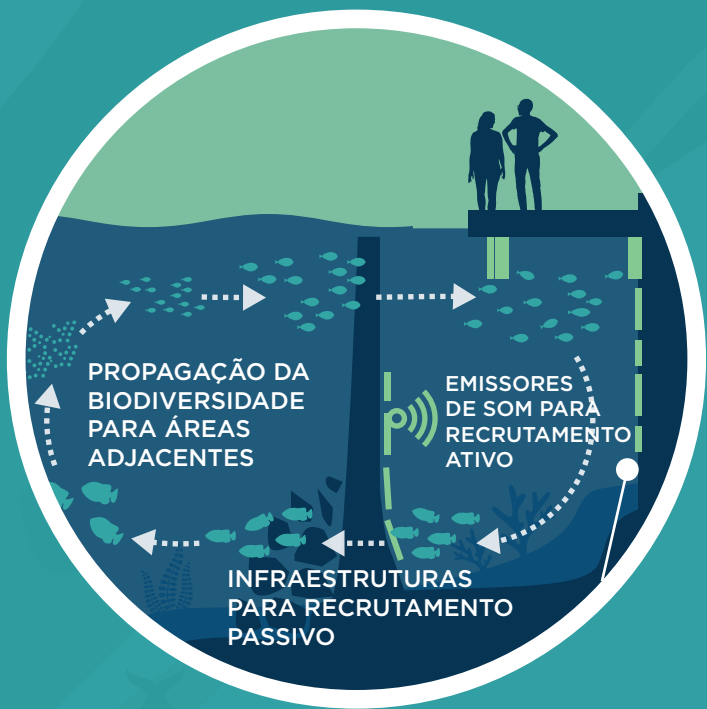 PROPAGAÇÃO DA
BIODIVERSIDADE
PARA ÁREAS
ADJACENTES
EMISSORES
DE SOM PARA
RECRUTAMENTO
ATIVO
INFRAESTRUTURAS
PARA RECRUTAMENTO
PASSIVO